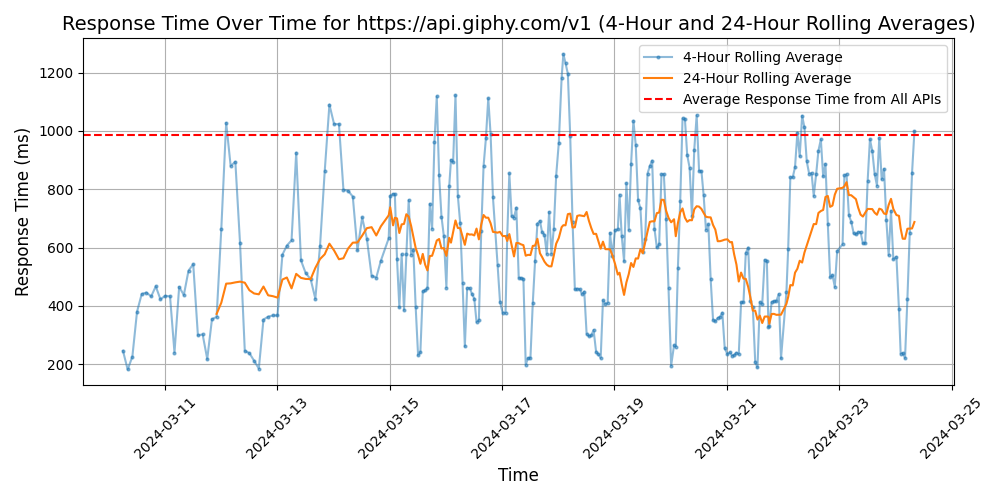 Response Time Over Time for https://api.giphy.com/v1 (4-Hour and 24-Hour Rolling Averages)
4-Hour Rolling Average
24-Hour Rolling Average
Average Response Time from All APIs
Response Time (ms)
1200
1000
800
600
400
200
2024-03-11
2024-03-13
2024-03-15
2024-03-17
2024-03-19
2024-03-21
2024-03-23
2024-03-25
Time